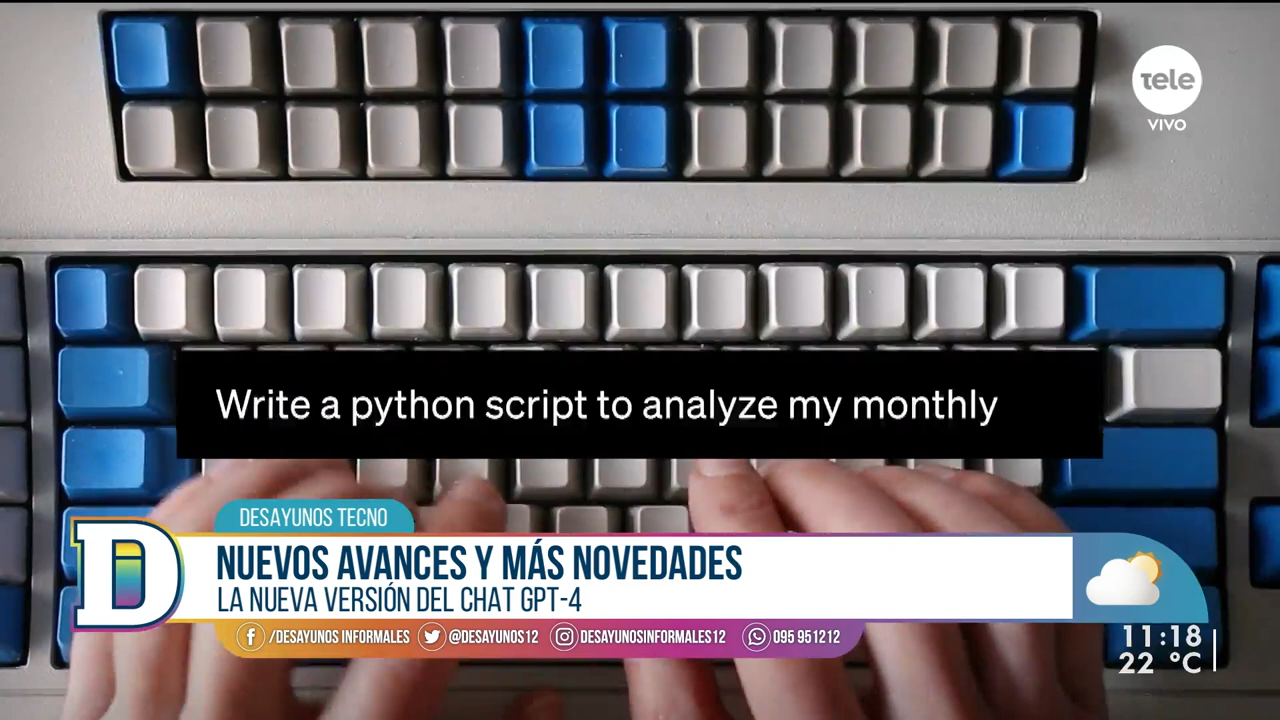 tele
VIVO
Write a python script to analyze my monthly
DESAYUNOS TECNO
D
NUEVOS AVANCES Y MÁS NOVEDADES
LA NUEVA VERSIÓN DEL CHAT GPT-4
/DESAYUNOS INFORMALES @DESAYUNOS12 DESAYUNOSINFORMALES12 095 951212
11:18
22 °C